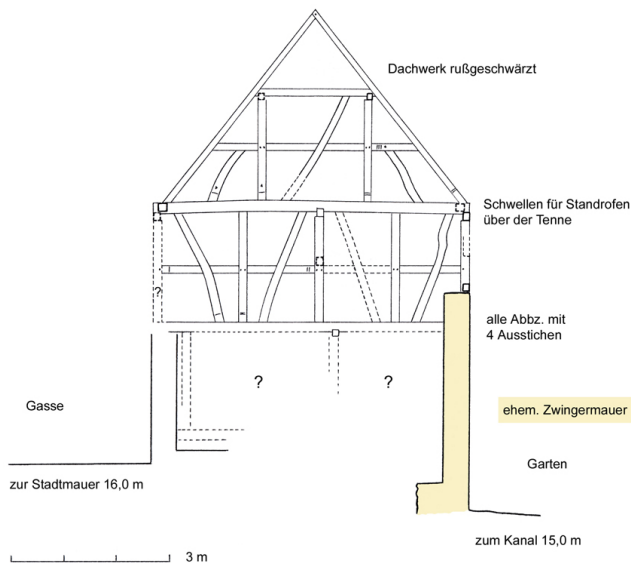 Dachwerk rußgeschwärzt
Schwellen für Standrofen
über der Tenne
?
alle Abbz. mit
4 Ausstichen
?
?
Gasse
ehem. Zwingermauer
Garten
zur Stadtmauer 16,0 m
zum Kanal 15,0 m
3 m